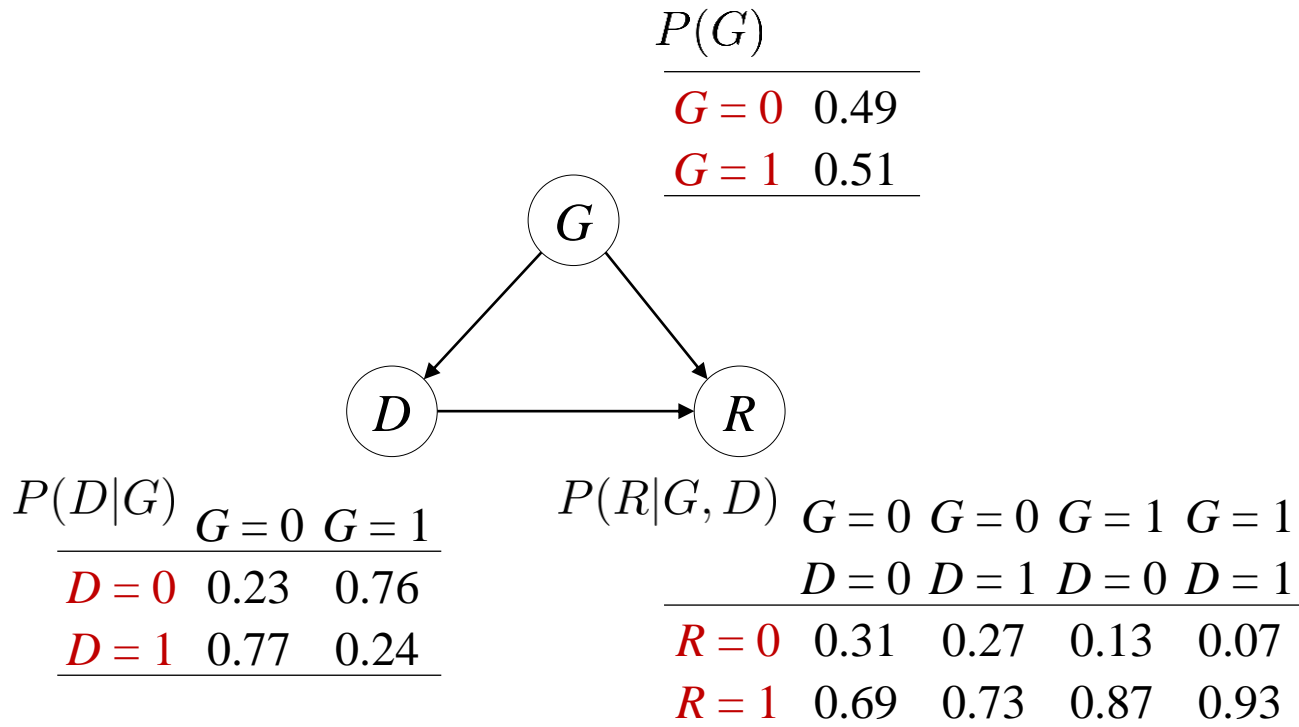 P(G)
G = 0 0.49
G = 1 0.51
G
D
R
P(D|G) G = 0 G = 1
D = 0 0.23 0.76
D = 1 0.77 0.24
P(R|G, D) G = 0 G = 0 G = 1 G = 1
D = 0 D = 1 D = 0 D = 1
R = 0 0.31 0.27 0.13 0.07
R = 1 0.69 0.73 0.87 0.93